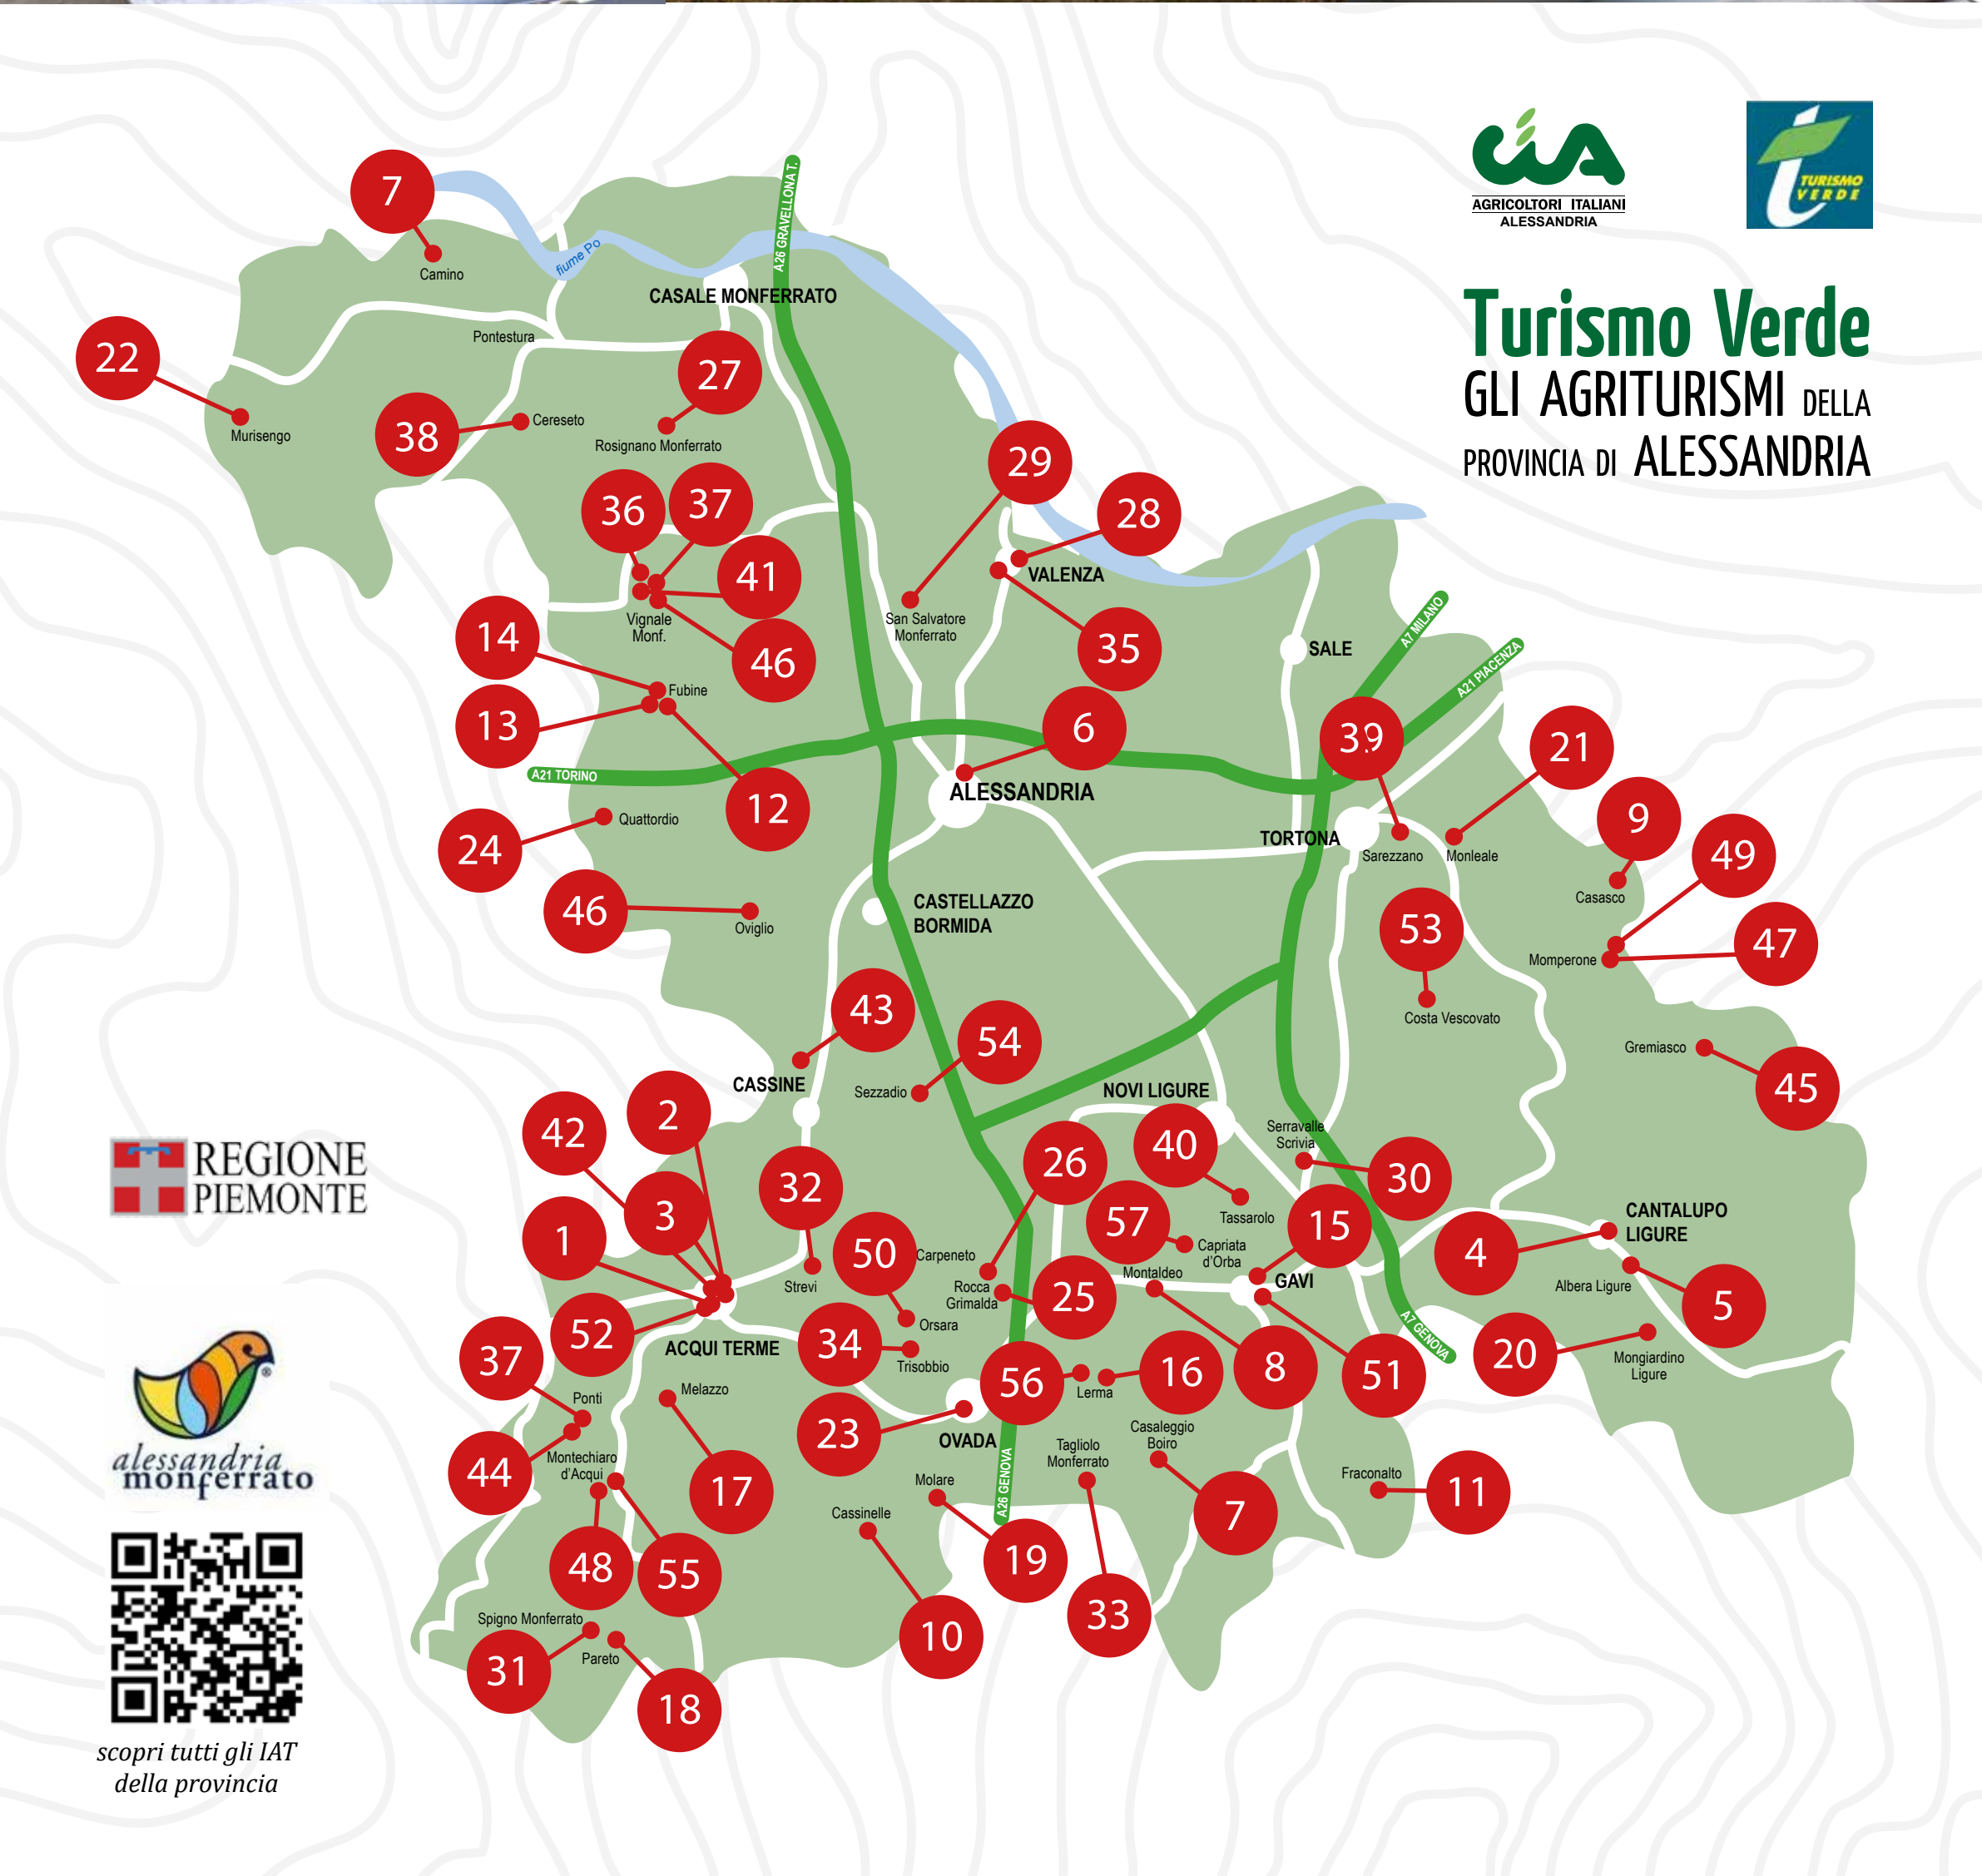 CIA
AGRICOLTORI ITALIANI
ALESSANDRIA
TURISMO
VERDE
Turismo Verde
GLI AGRITURISMI DELLA
PROVINCIA DI ALESSANDRIA
7
Camino
fiume Po
A26 GRAVELLONA T.
CASALE MONFERRATO
Pontestura
22
Murisengo
38
Cereseto
27
Rosignano Monferrato
29
28
36
37
41
46
Vignale
Monf.
San Salvatore
Monferrato
VALENZA
35
SALE
A7 MILANO
A21 PIACENZA
14
13
Fubine
12
A21 TORINO
6
ALESSANDRIA
39
21
TORTONA
Sarezzano
Monleale
9
Casasco
49
47
Momperone
24
Quattordio
46
Oviglio
CASTELLAZZO
BORMIDA
53
Costa Vescovato
43
CASSINE
54
Sezzadio
Gremiasco
45
NOVI LIGURE
Serravalle
Scrivia
30
40
Tassarolo
26
57
Capriata
d'Orba
15
GAVI
42
2
3
1
52
ACQUI TERME
32
Strevi
50
Orsara
Carpeneto
Rocca
Grimalda
25
Montaldeo
8
51
4
CANTALUPO
LIGURE
Albera Ligure
5
20
Mongiardino
Ligure
A7 GENOVA
34
Trisobbio
56
Lerma
16
23
OVADA
A26 GENOVA
37
Ponti
44
Melazzo
17
Montechiaro
d'Acqui
48
55
Molare
19
Cassinelle
10
Tagliolo
Monferrato
33
Casaleggio
Boiro
7
Fraconalto
11
Spigno Monferrato
31
Pareto
18
REGIONE
PIEMONTE
alessandria
monferrato
®
scopri tutti gli IAT
della provincia